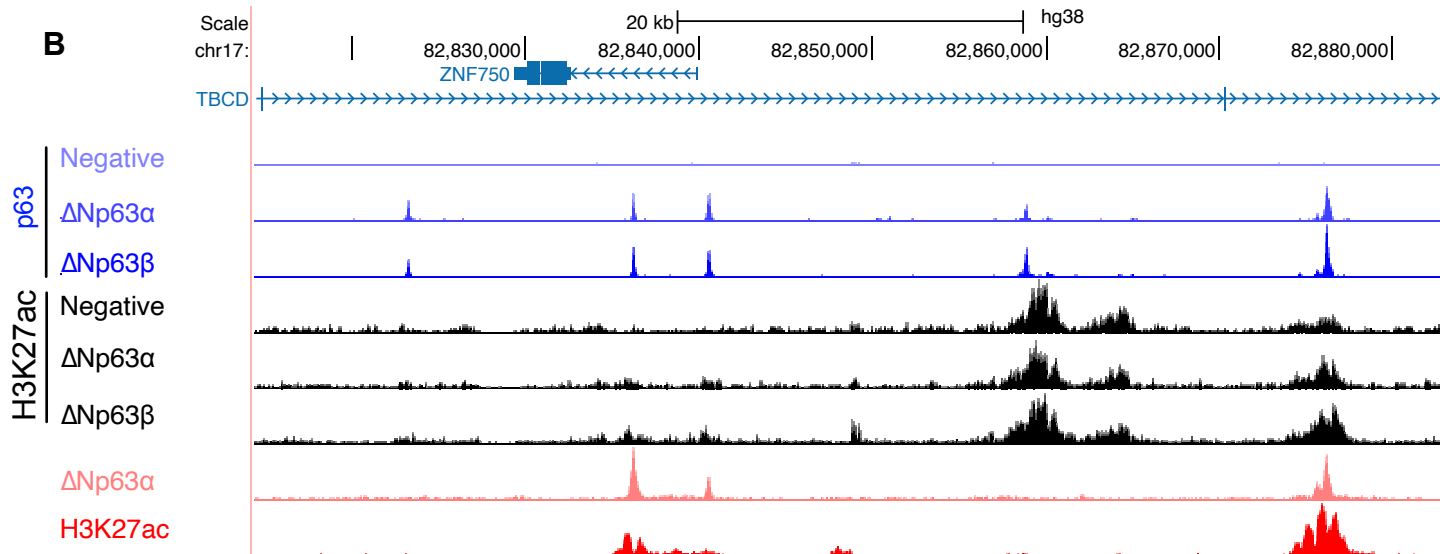 B
Scale 20 kb hg38
chr17: 82,830,000 82,840,000 82,850,000 82,860,000 82,870,000 82,880,000
ZNF750
TBCD
p63
Negative
ΔNp63α
ΔNp63β
H3K27ac
Negative
ΔNp63α
ΔNp63β
ΔNp63α
H3K27ac